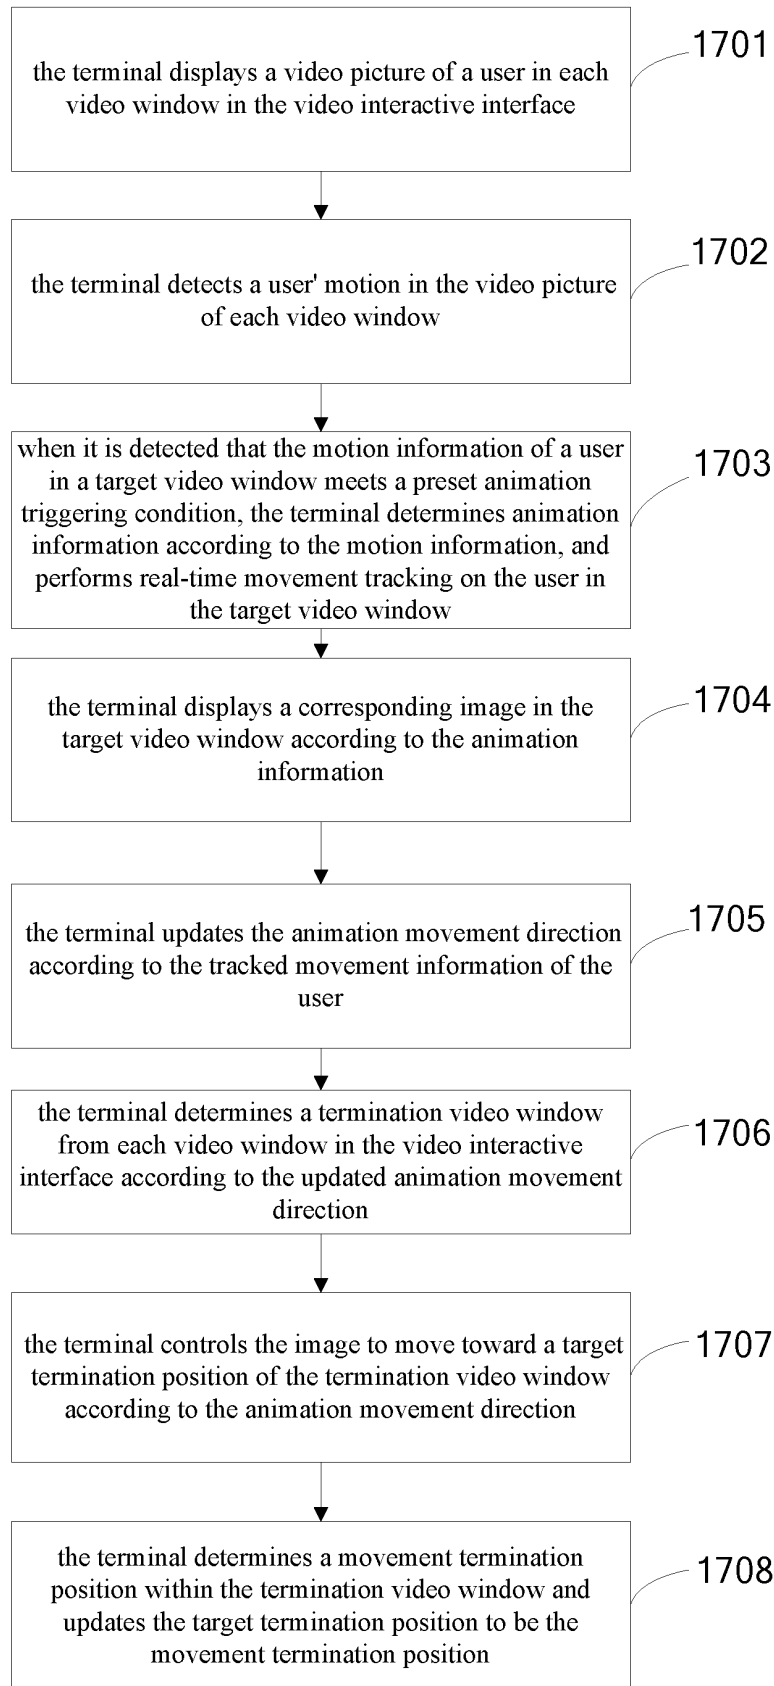 the terminal displays a video picture of a user in each
video window in the video interactive interface
1701
the terminal detects a user' motion in the video picture
of each video window
1702
when it is detected that the motion information of a user
in a target video window meets a preset animation
triggering condition, the terminal determines animation
information according to the motion information, and
performs real-time movement tracking on the user in
the target video window
1703
the terminal displays a corresponding image in the
target video window according to the animation
information
1704
the terminal updates the animation movement direction
according to the tracked movement information of the
user
1705
the terminal determines a termination video window
from each video window in the video interactive
interface according to the updated animation movement
direction
1706
the terminal controls the image to move toward a target
termination position of the termination video window
according to the animation movement direction
1707
the terminal determines a movement termination
position within the termination video window and
updates the target termination position to be the
movement termination position
1708